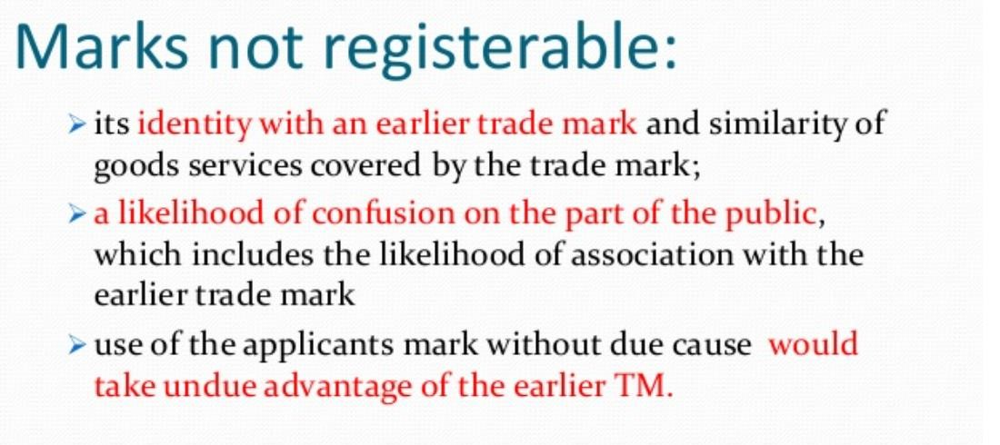 Marks not registerable:
its identity with an earlier trade mark and similarity of
goods services covered by the trade mark;
a likelihood of confusion on the part of the public,
which includes the likelihood of association with the
earlier trade mark
use of the applicants mark without due cause would
take undue advantage of the earlier TM.